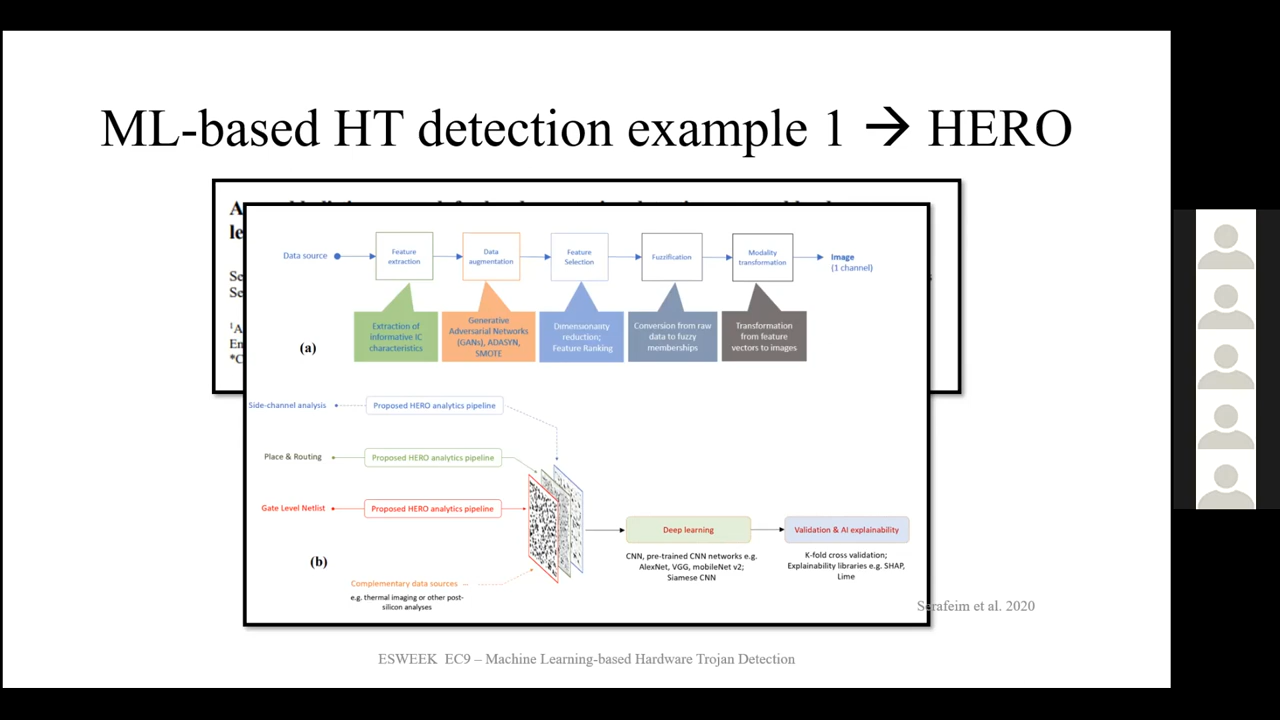 ML-based HT detection example 1 → HERO
Data source
Feature
extraction
Data
augmentation
Feature
Selection
Fuzzification
Modality
transformation
Image
(1 channel)
Extraction of
informative IC
characteristics
Generative
Adversarial Networks
(GANs), ADASYN,
SMOTE
Dimensionality
reduction;
Feature Ranking
Conversion from raw
data to fuzzy
memberships
Transformation
from feature
vectors to images
(a)
Side-channel analysis
Proposed HERO analytics pipeline
Place & Routing
Proposed HERO analytics pipeline
Gate Level Netlist
Proposed HERO analytics pipeline
Deep learning
Validation & AI explainability
CNN, pre-trained CNN networks e.g.
AlexNet, VGG, mobileNet v2;
Siamese CNN
K-fold cross validation;
Explainability libraries e.g. SHAP,
Lime
(b)
Complementary data sources ...
e.g. thermal imaging or other post-
silicon analyses
Serafeim et al. 2020
ESWEEK EC9 – Machine Learning-based Hardware Trojan Detection